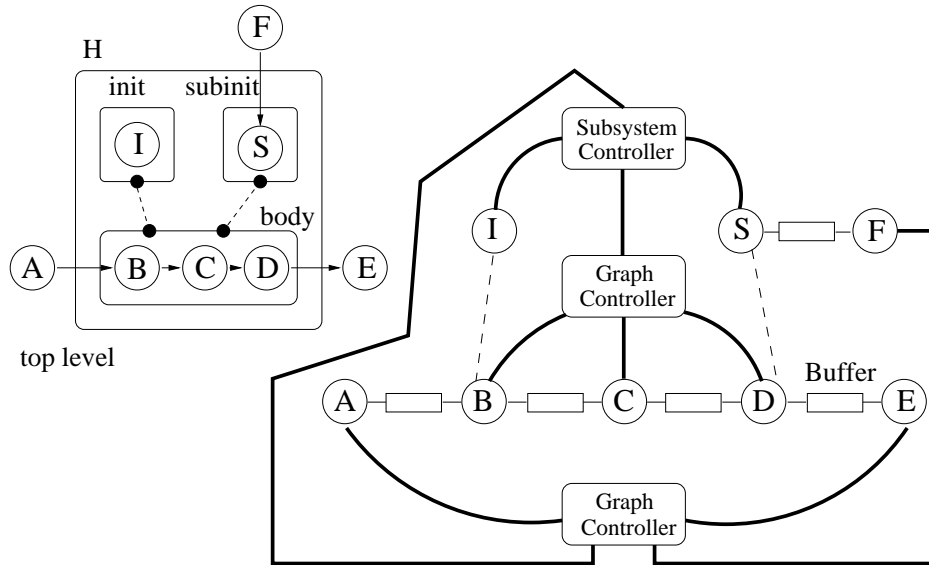 F
H
init
subinit
I
S
body
A
B
C
D
E
top level
Subsystem
Controller
I
S
F
Graph
Controller
Buffer
A
B
C
D
E
Graph
Controller